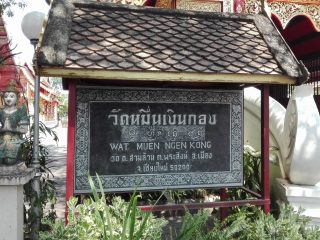 วัดหมื่นเงินกอง
WAT MUEN NGEN KONG
30 ถ.สามล้าน ต.พระสิงห์ อ.เมือง
จ.เชียงใหม่ 50200